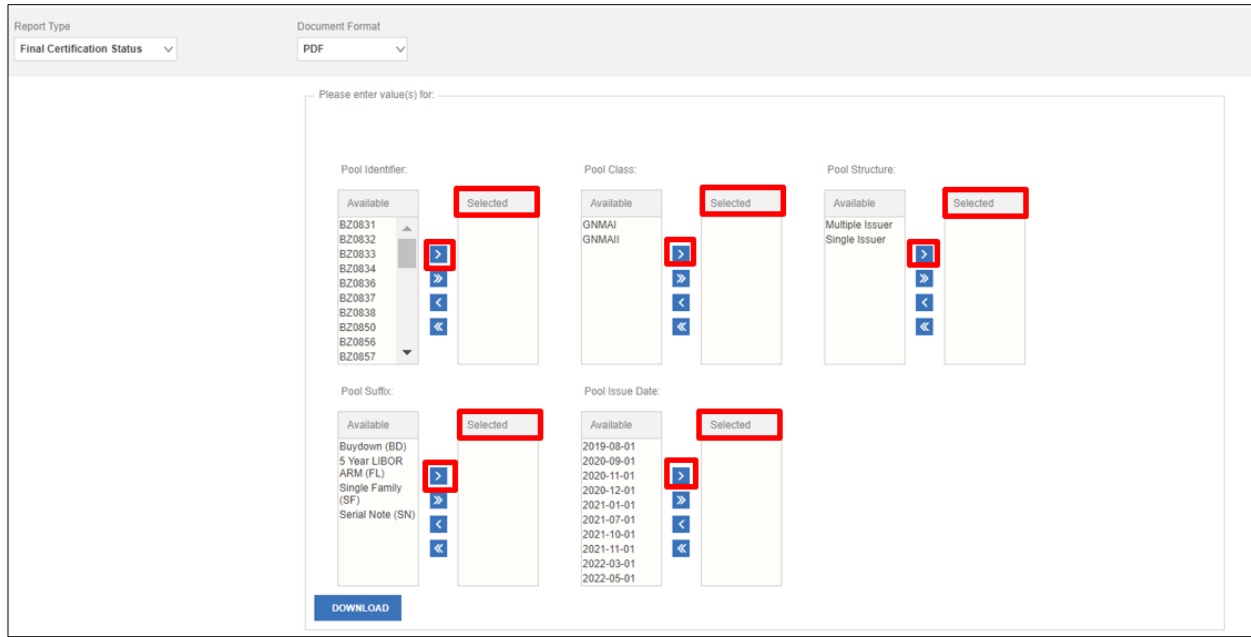 Report Type
Document Format
Final Certification Status
PDF
Please enter value(s) for:
Pool Identifier:
Available
Selected
BZ0831
BZ0832
BZ0833
BZ0834
BZ0836
BZ0837
BZ0838
BZ0850
BZ0856
BZ0857
Pool Class:
Available
Selected
GNMAI
GNMAII
Pool Structure:
Available
Selected
Multiple Issuer
Single Issuer
Pool Suffix:
Available
Selected
Buydown (BD)
5 Year LIBOR
ARM (FL)
Single Family
(SF)
Serial Note (SN)
Pool Issue Date:
Available
Selected
2019-08-01
2020-09-01
2020-11-01
2020-12-01
2021-01-01
2021-07-01
2021-10-01
2021-11-01
2022-03-01
2022-05-01
DOWNLOAD